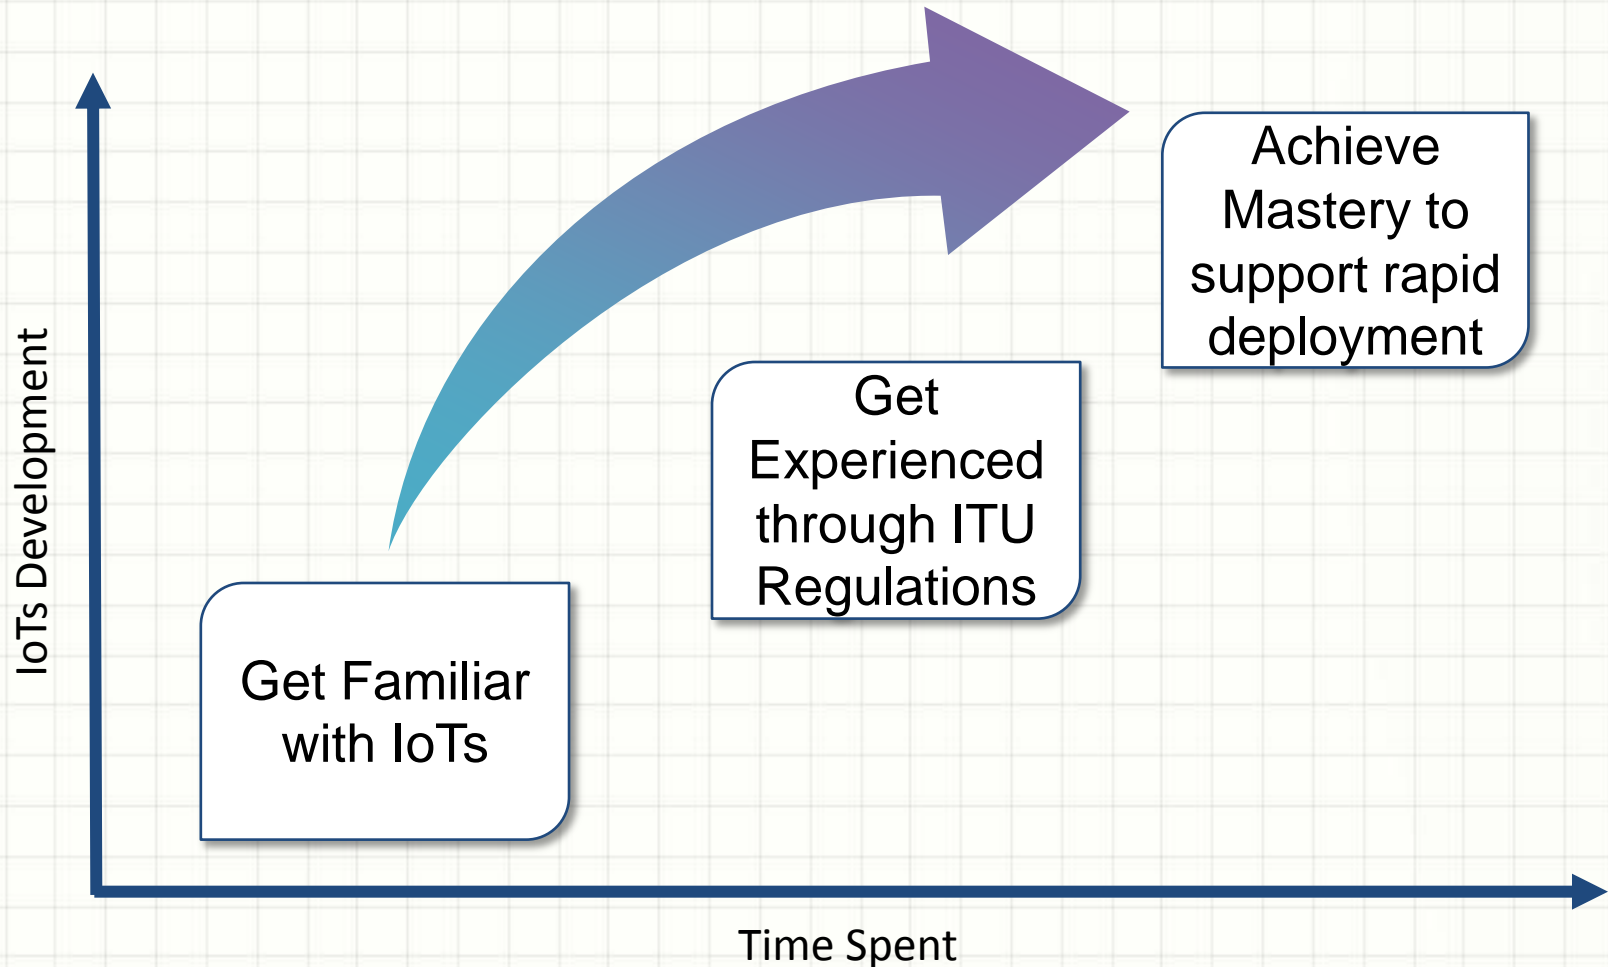 Achieve
Mastery to
support rapid
deployment
Get
Experienced
through ITU
Regulations
Get Familiar
with IoTs
IoTs Development
Time Spent